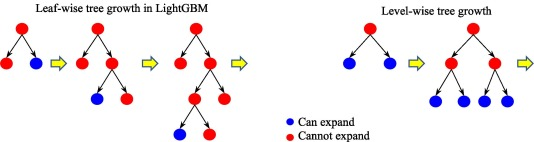 Leaf-wise tree growth in LightGBM
Level-wise tree growth
Can expand
Cannot expand